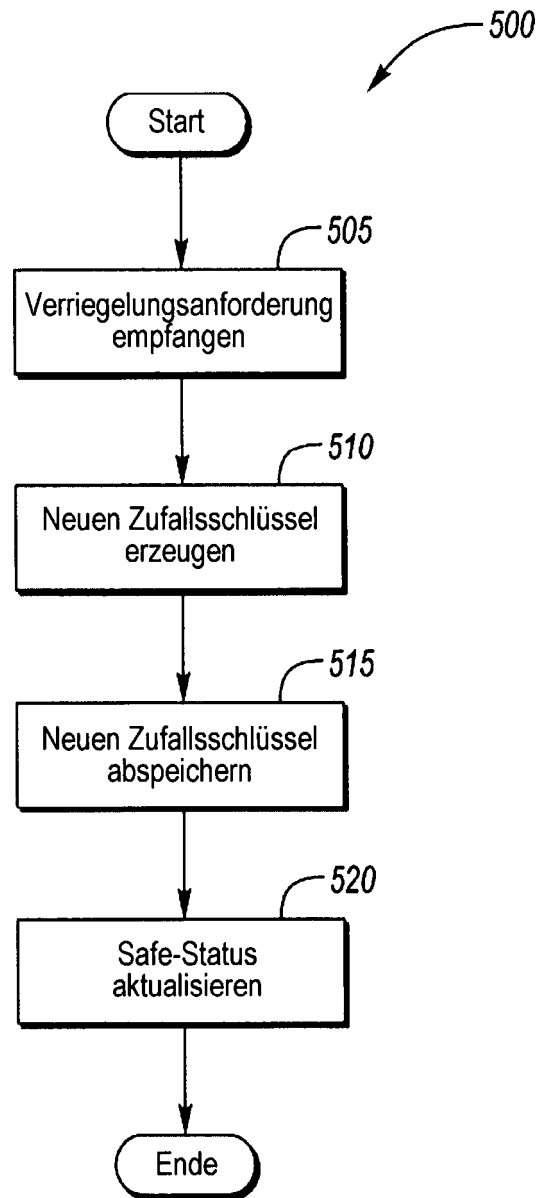 500
Start
505
Verriegelungsanforderung
empfangen
510
Neuen Zufallsschlüssel
erzeugen
515
Neuen Zufallsschlüssel
abspeichern
520
Safe-Status
aktualisieren
Ende